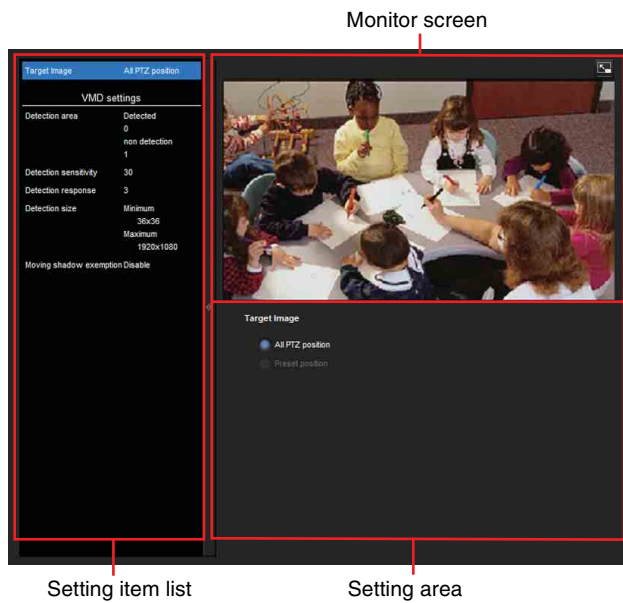 Monitor screen
Target Image All PTZ position
VMD settings
Detection area Detected
0
non detection
1
Detection sensitivity 30
Detection response 3
Detection size Minimum
36x36
Maximum
1920x1080
Moving shadow exemption Disable
Target Image
All PTZ position
Preset position
Setting item list
Setting area